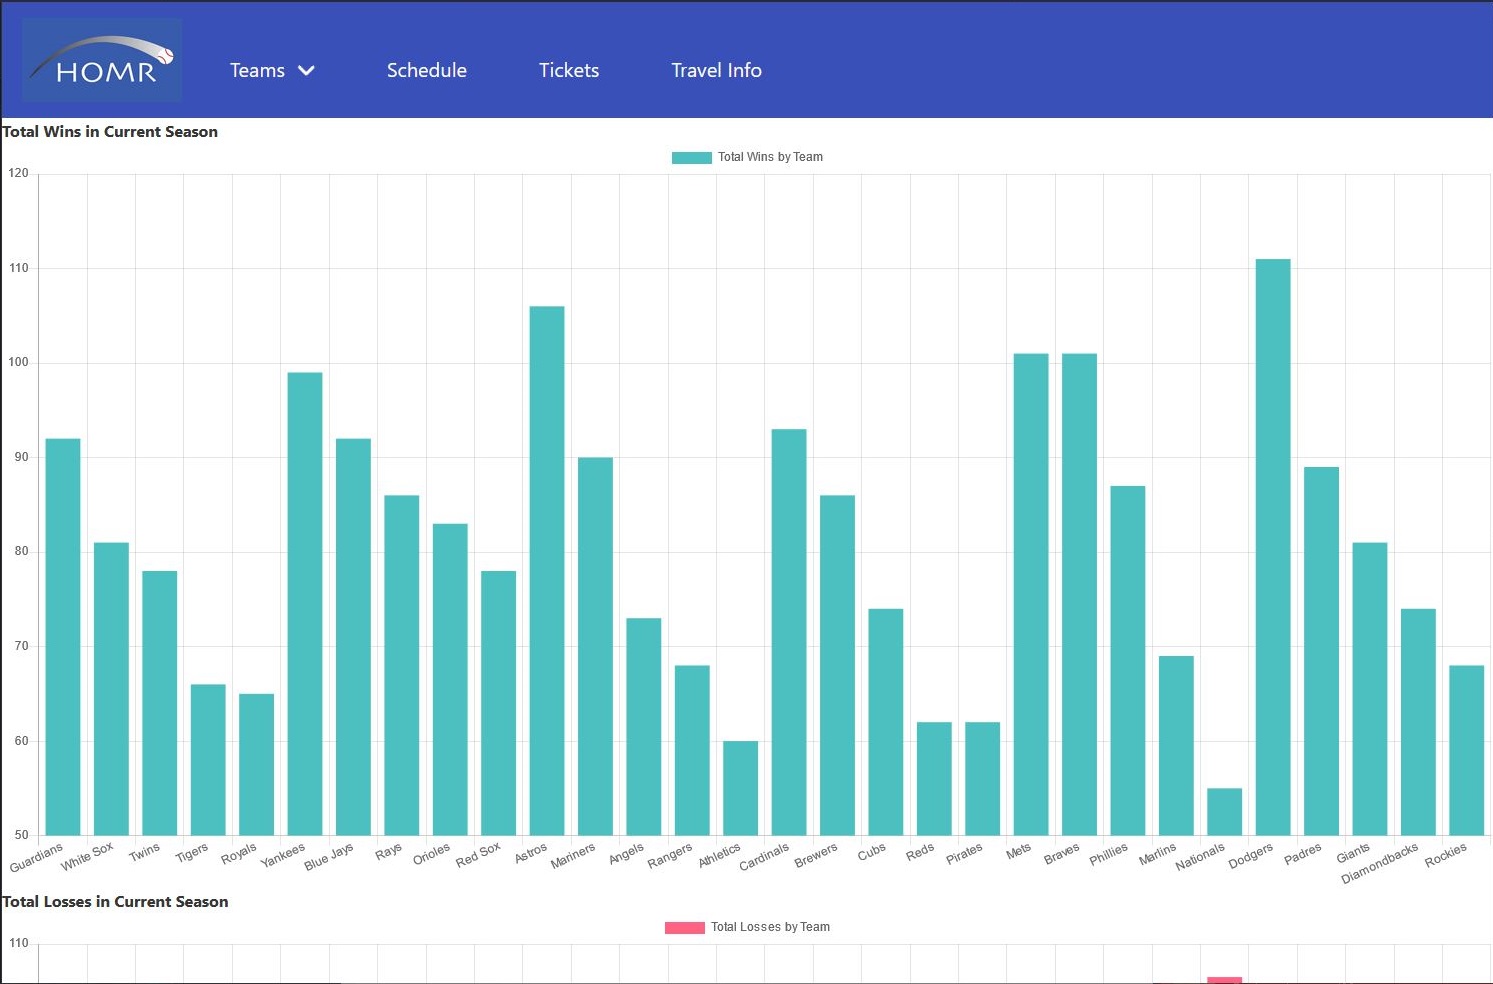 HOMR
Teams
Schedule
Tickets
Travel Info
Total Wins in Current Season
Total Wins by Team
120
110
100
90
80
70
60
50
Guardians
White Sox
Twins
Tigers
Royals
Yankees
Blue Jays
Rays
Orioles
Red Sox
Astros
Mariners
Angels
Rangers
Athletics
Cardinals
Brewers
Cubs
Reds
Pirates
Mets
Braves
Phillies
Marlins
Nationals
Dodgers
Padres
Giants
Diamondbacks
Rockies
Total Losses in Current Season
Total Losses by Team
110